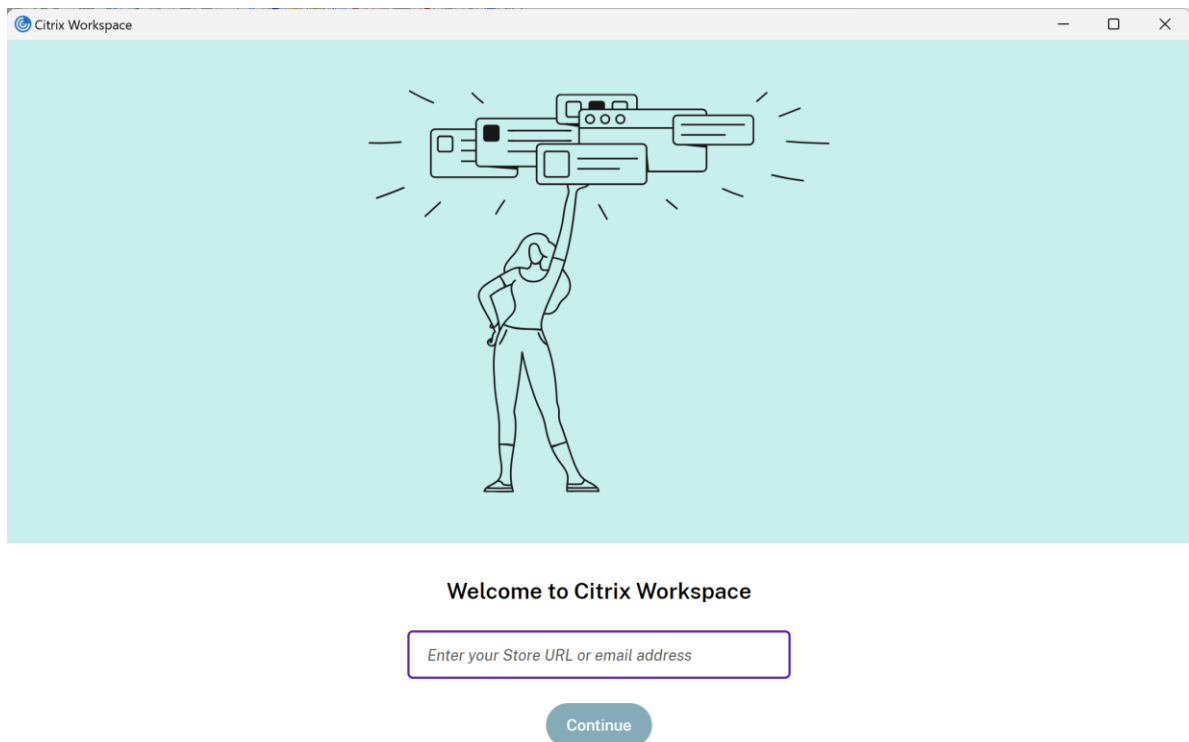 Citrix Workspace
Welcome to Citrix Workspace
Enter your Store URL or email address
Continue